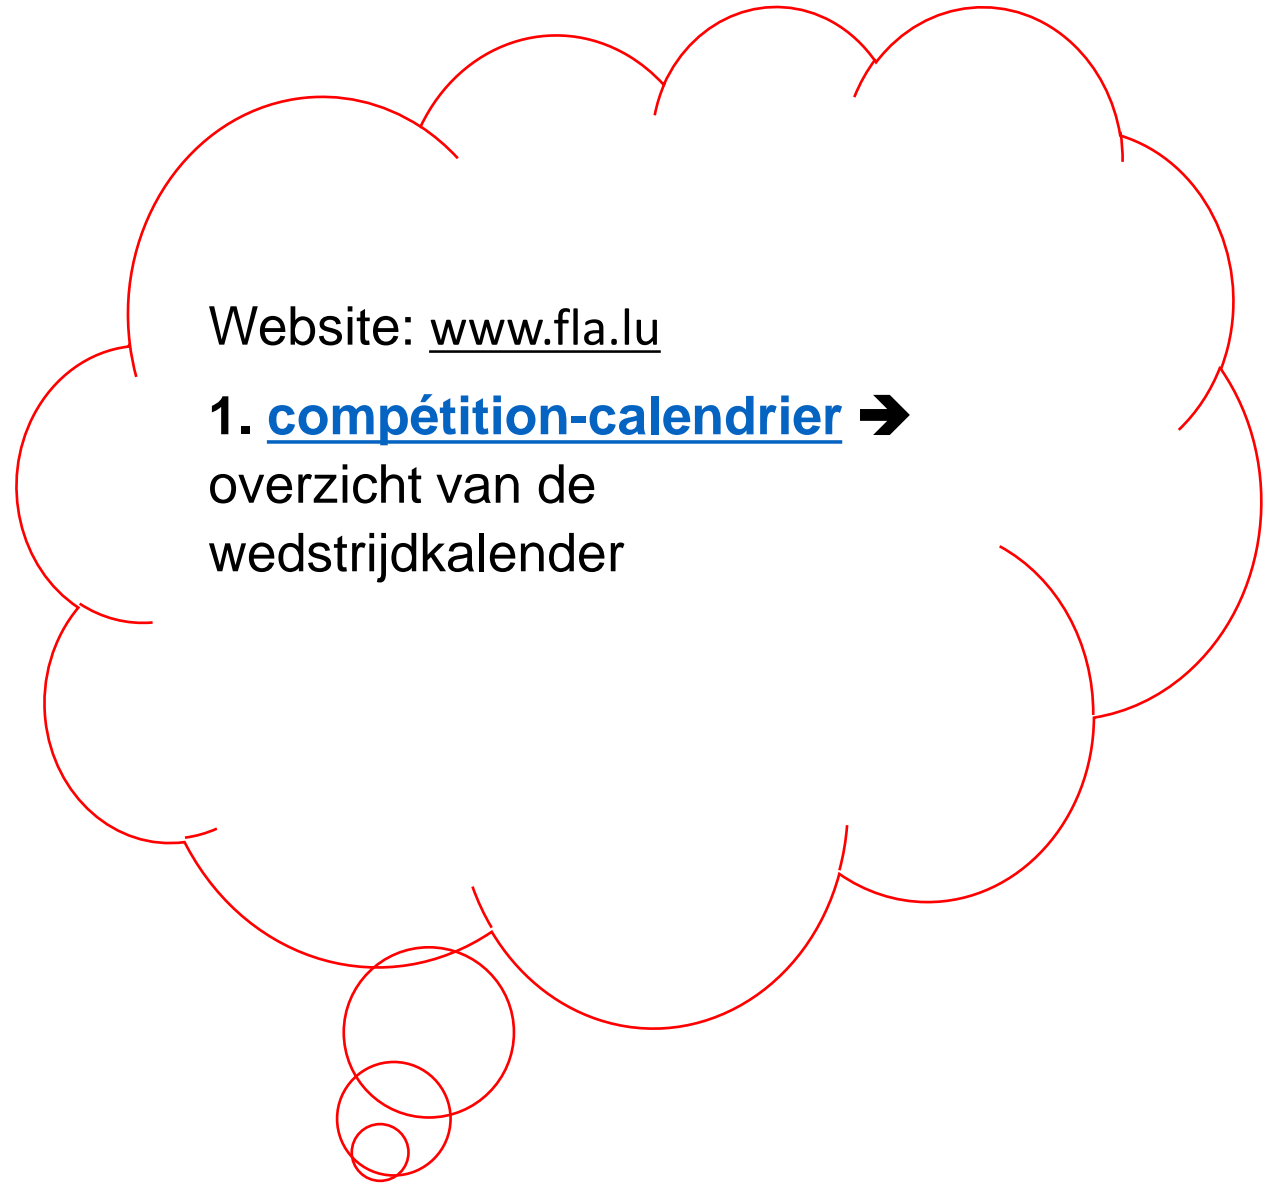 Website: www.fla.lu
1. compétition-calendrier ➔
overzicht van de
wedstrijdkalender